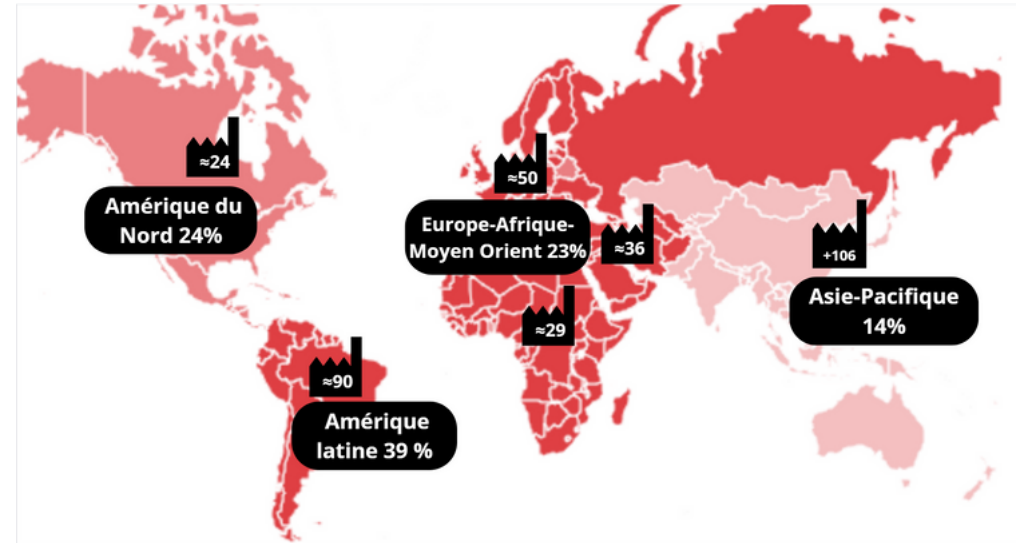 ≈24
Amérique du
Nord 24%
≈50
Europe-Afrique-
Moyen Orient 23%
≈36
≈29
+106
Asie-Pacifique
14%
≈90
Amérique
latine 39 %